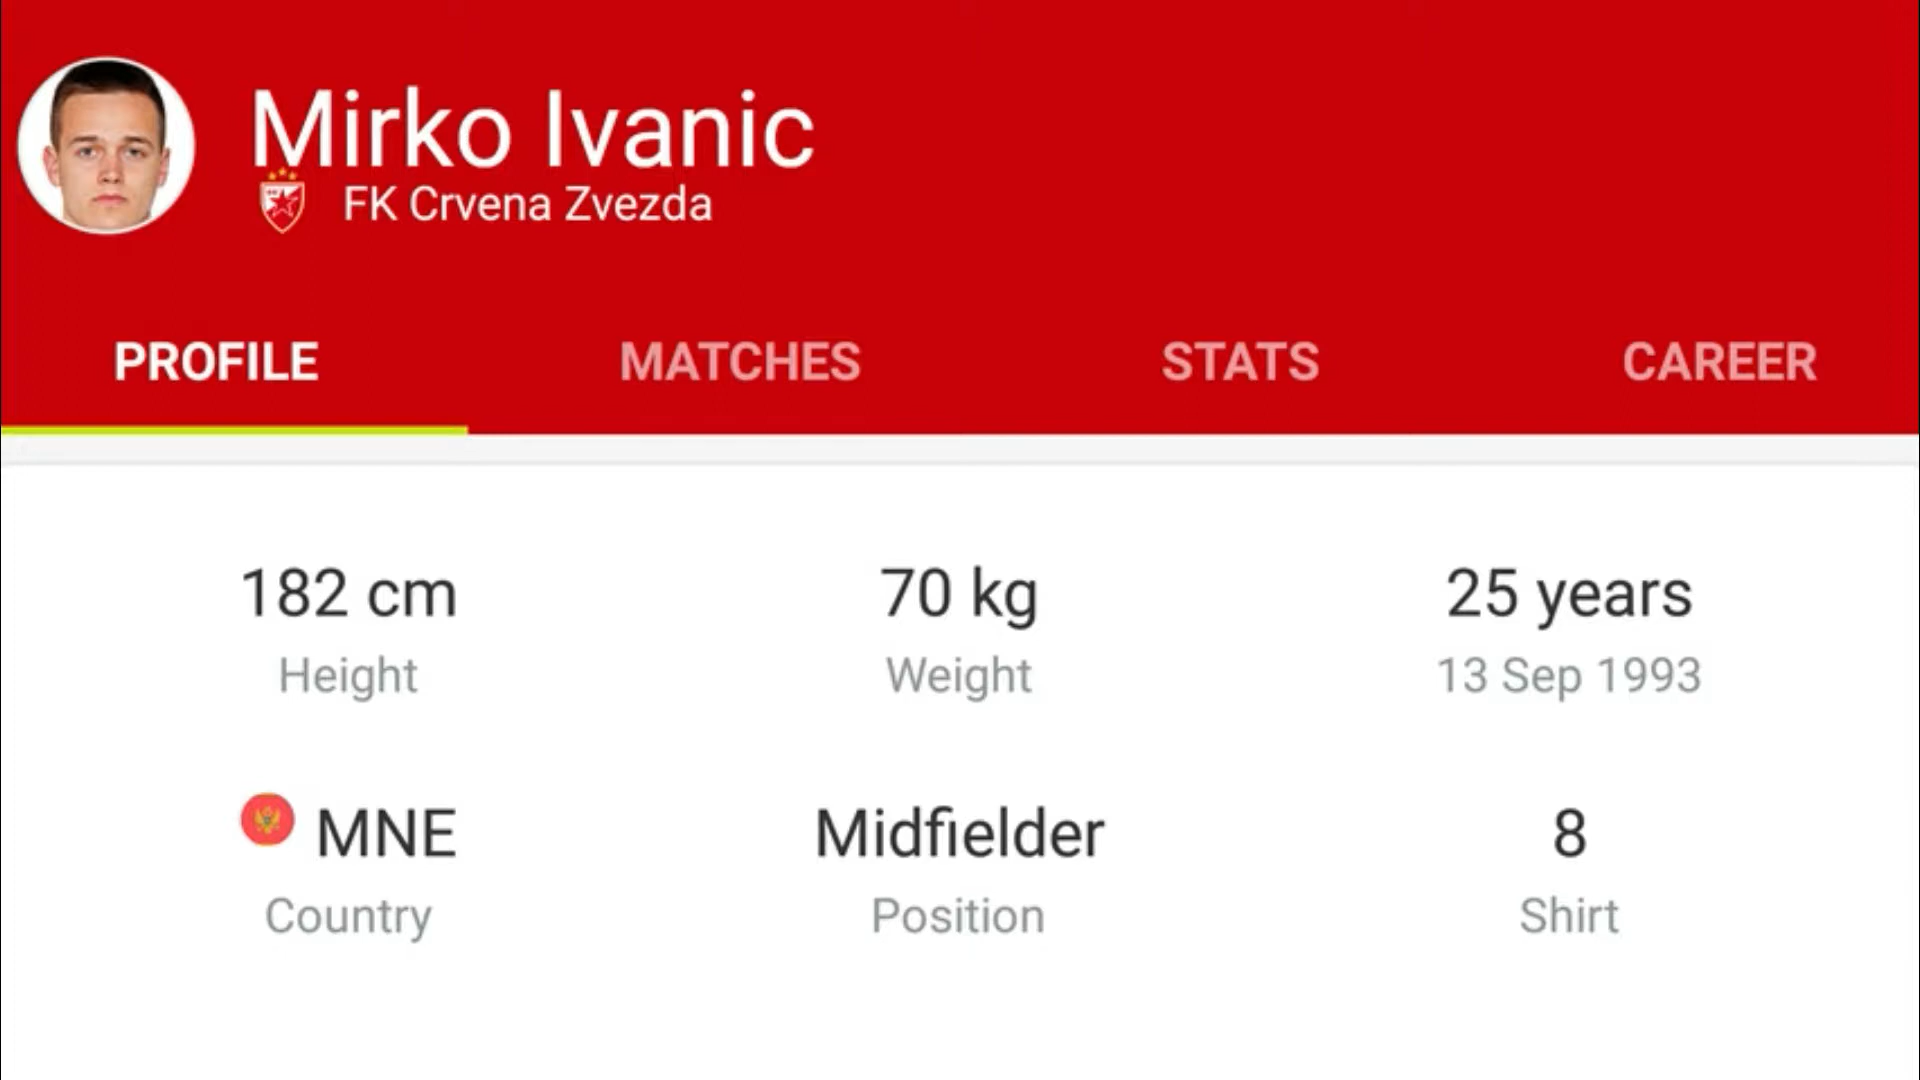 Mirko Ivanic
FK Crvena Zvezda
PROFILE MATCHES STATS CAREER
182 cm 70 kg 25 years
Height Weight 13 Sep 1993
MNE Midfielder 8
Country Position Shirt